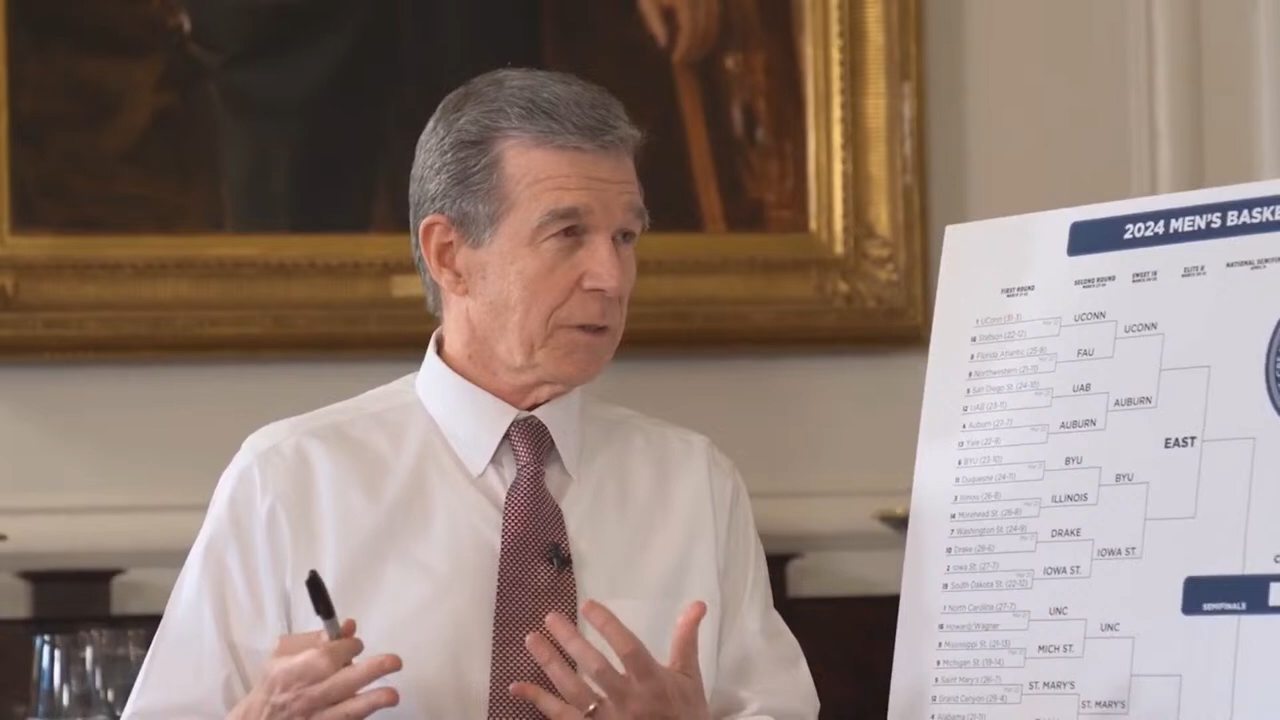 2024 MEN'S BASKE
FIRST ROUND
SECOND ROUND
SWEET 16
ELITE 8
NATIONAL SEMIFIN
1 UConn (31-3)
16 Stetson (22-12)
8 Florida Atlantic (25-8)
9 Northwestern (21-11)
5 San Diego St. (24-10)
12 UAB (23-11)
4 Auburn (27-7)
13 Yale (22-9)
6 BYU (23-10)
11 Duquesne (24-11)
3 Illinois (26-8)
14 Morehead St. (26-8)
7 Washington St. (24-9)
10 Drake (28-6)
2 Iowa St. (27-7)
15 South Dakota St. (22-12)
1 North Carolina (27-7)
16 Howard/Wagner
8 Mississippi St. (21-13)
9 Michigan St. (19-14)
5 Saint Mary's (26-7)
12 Grand Canyon (29-4)
4 Alabama (21-11)
UCONN
FAU
UAB
AUBURN
BYU
ILLINOIS
DRAKE
IOWA ST.
UNC
MICH ST.
ST. MARY'S
UCONN
AUBURN
BYU
IOWA ST.
UNC
ST. MARY'S
EAST
SEMIFINALS